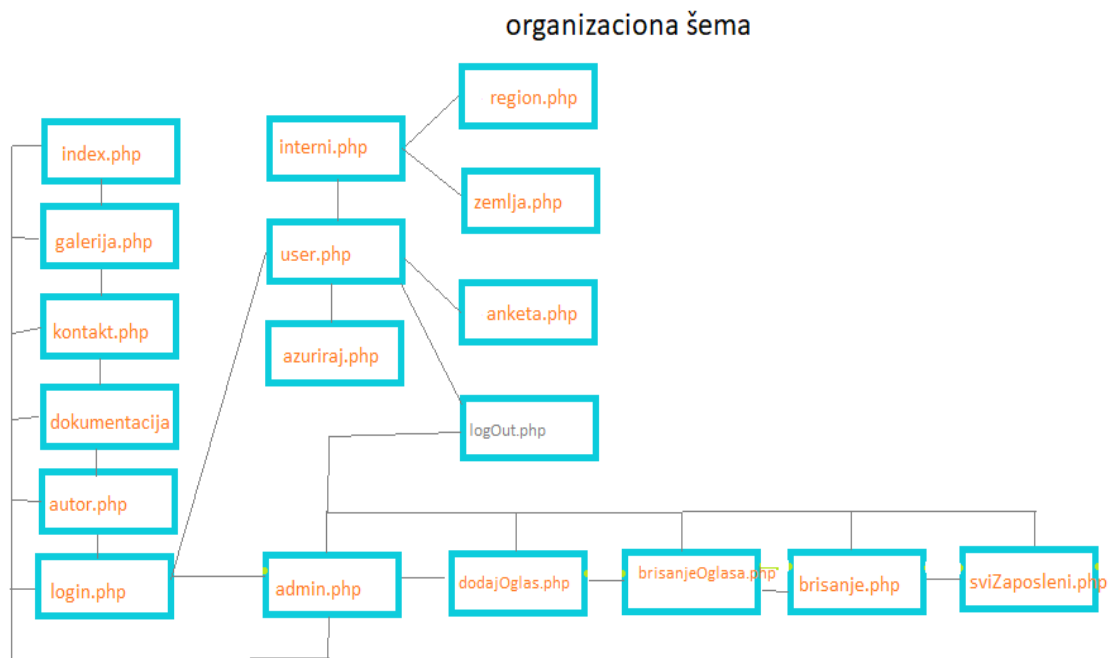 organizaciona šema
region.php
index.php
interni.php
zemlja.php
galerija.php
user.php
kontakt.php
anketa.php
azuriraj.php
dokumentacija
logOut.php
autor.php
login.php
admin.php
dodajOglas.php
brisanjeOglasa.php
brisanje.php
sviZaposleni.php